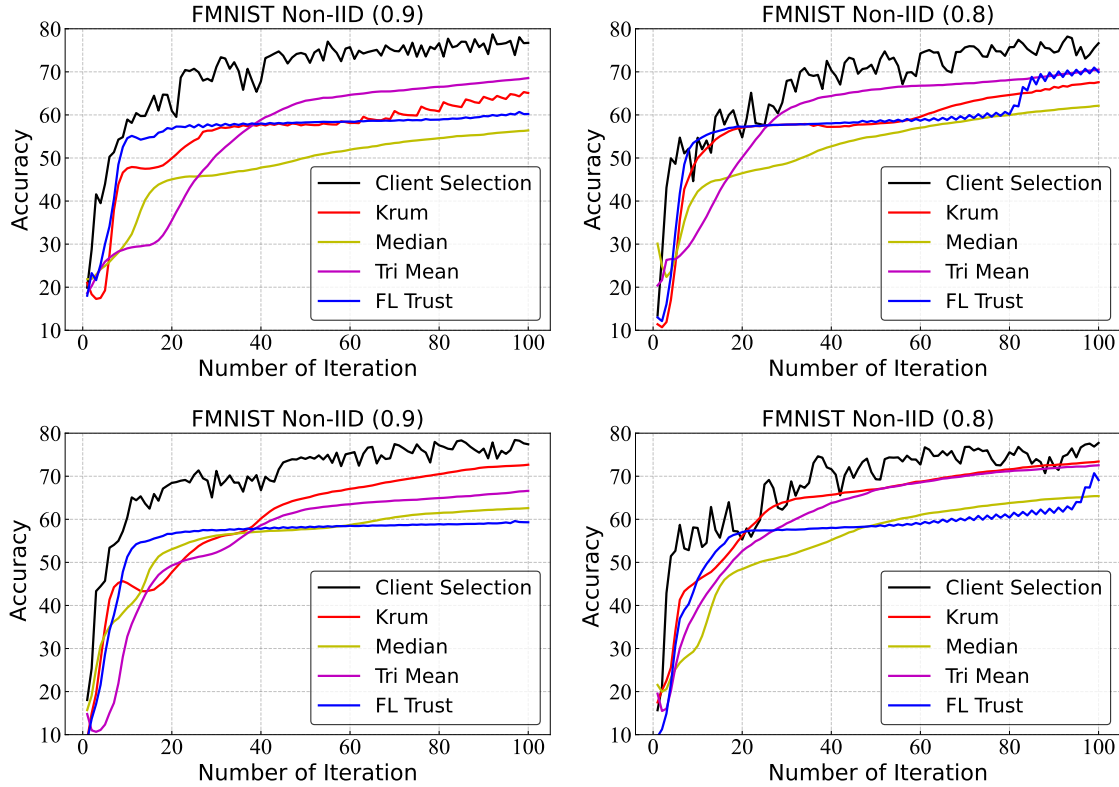 FMNIST Non-IID (0.9)
Accuracy
80
70
60
50
40
30
20
10
Client Selection
Krum
Median
Tri Mean
FL Trust
0 20 40 60 80 100
Number of Iteration
FMNIST Non-IID (0.8)
Accuracy
80
70
60
50
40
30
20
10
Client Selection
Krum
Median
Tri Mean
FL Trust
0 20 40 60 80 100
Number of Iteration
FMNIST Non-IID (0.9)
Accuracy
80
70
60
50
40
30
20
10
Client Selection
Krum
Median
Tri Mean
FL Trust
0 20 40 60 80 100
Number of Iteration
FMNIST Non-IID (0.8)
Accuracy
80
70
60
50
40
30
20
10
Client Selection
Krum
Median
Tri Mean
FL Trust
0 20 40 60 80 100
Number of Iteration